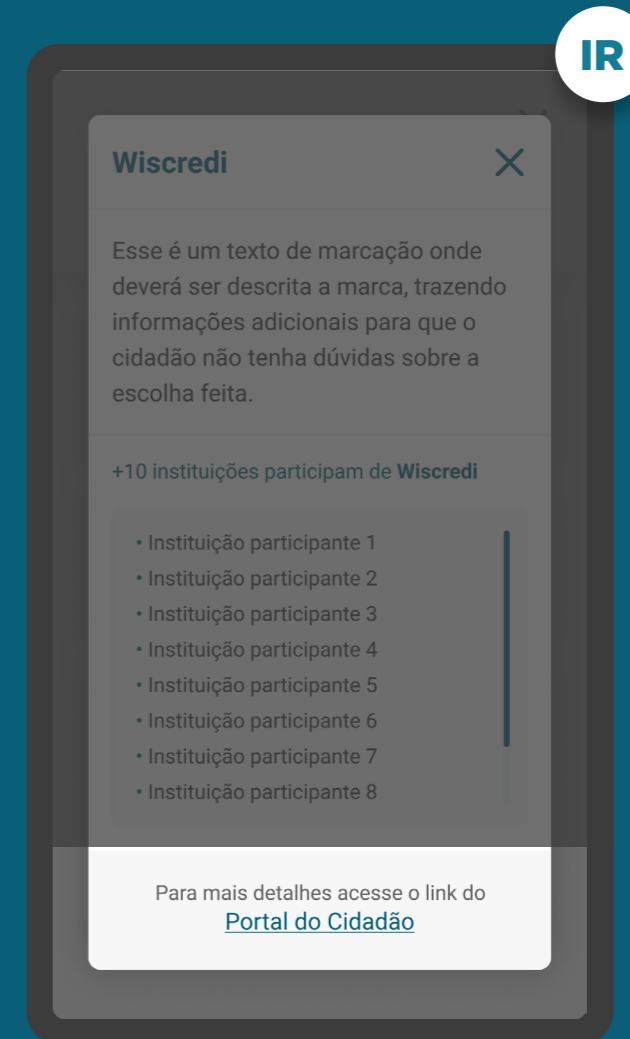 IR
Wiscredi
Esse é um texto de marcação onde
deverá ser descrita a marca, trazendo
informações adicionais para que o
cidadão não tenha dúvidas sobre a
escolha feita.
+10 instituições participam de Wiscredi
• Instituição participante 1
• Instituição participante 2
• Instituição participante 3
• Instituição participante 4
• Instituição participante 5
• Instituição participante 6
• Instituição participante 7
• Instituição participante 8
Para mais detalhes acesse o link do
Portal do Cidadão